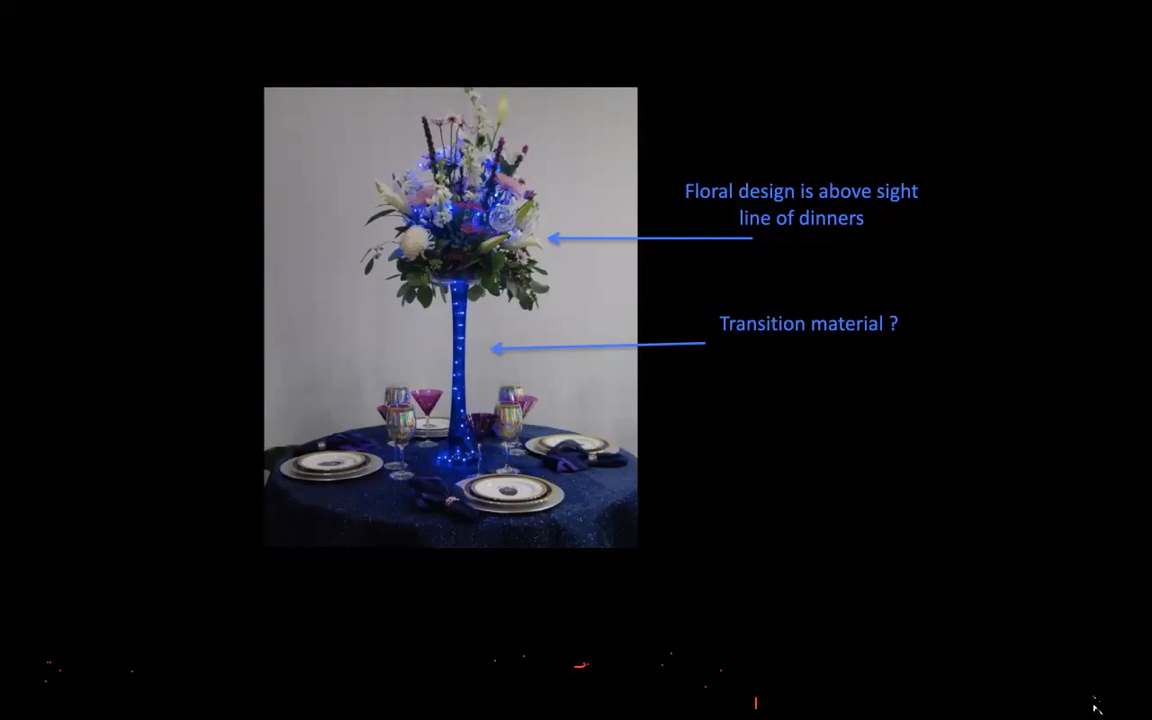 Floral design is above sight
line of dinners
Transition material ?